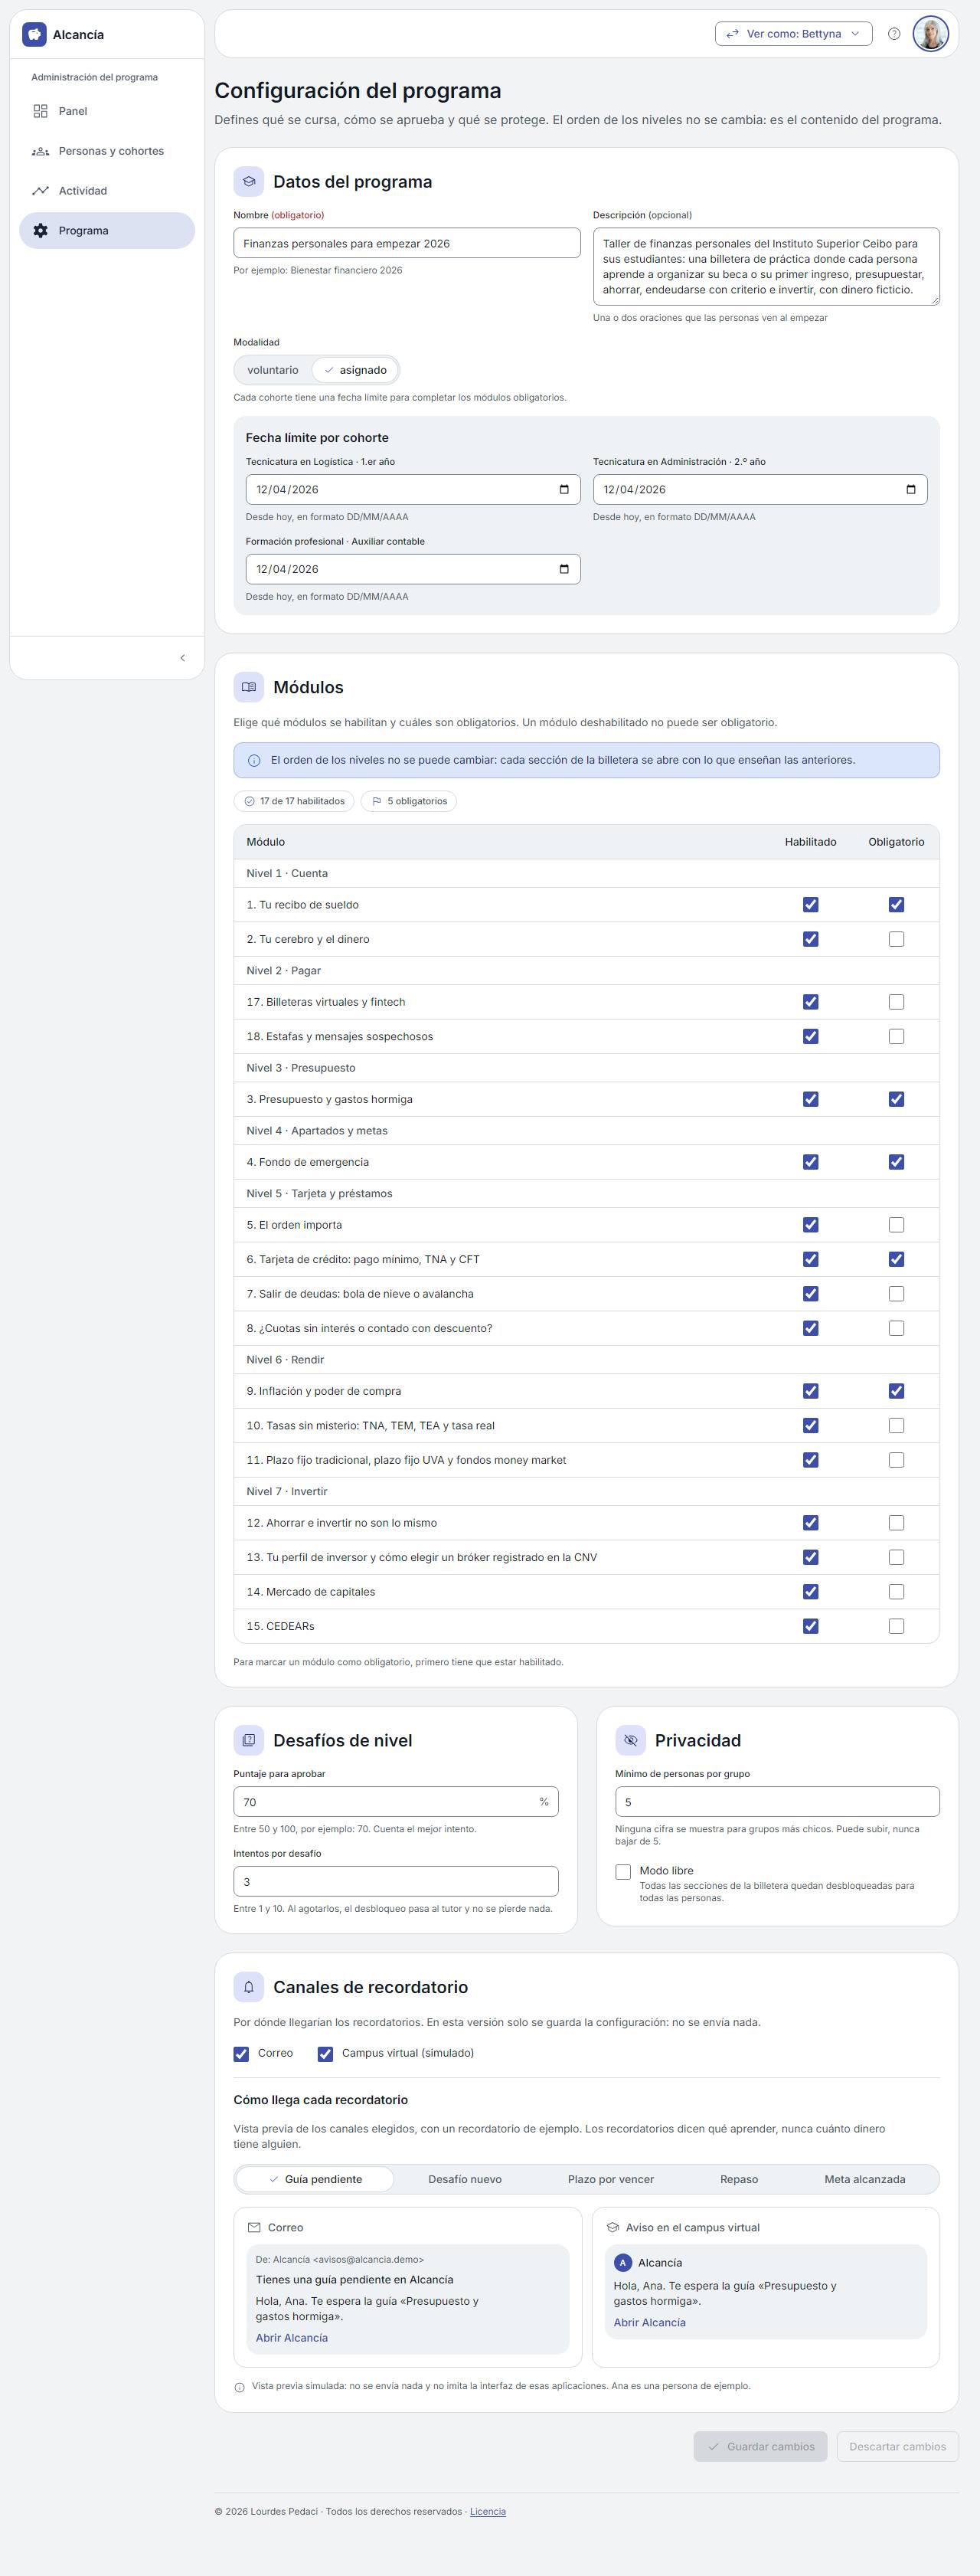 Alcancía
Ver como: Bettyna
Administración del programa
Panel
Personas y cohortes
Actividad
Programa
Configuración del programa
Defines qué se cursa, cómo se aprueba y qué se protege. El orden de los niveles no se cambia: es el contenido del programa.
Datos del programa
Nombre (obligatorio)
Finanzas personales para empezar 2026
Por ejemplo: Bienestar financiero 2026
Descripción (opcional)
Taller de finanzas personales del Instituto Superior Ceibo para
sus estudiantes: una billetera de práctica donde cada persona
aprende a organizar su beca o su primer ingreso, presupuestar,
ahorrar, endeudarse con criterio e invertir, con dinero ficticio.
Una o dos oraciones que las personas ven al empezar
Modalidad
voluntario
asignado
Cada cohorte tiene una fecha límite para completar los módulos obligatorios.
Fecha límite por cohorte
Tecnicatura en Logística · 1.er año
12/04/2026
Desde hoy, en formato DD/MM/AAAA
Tecnicatura en Administración · 2.º año
12/04/2026
Desde hoy, en formato DD/MM/AAAA
Formación profesional · Auxiliar contable
12/04/2026
Desde hoy, en formato DD/MM/AAAA
Módulos
Elige qué módulos se habilitan y cuáles son obligatorios. Un módulo deshabilitado no puede ser obligatorio.
El orden de los niveles no se puede cambiar: cada sección de la billetera se abre con lo que enseñan las anteriores.
17 de 17 habilitados
5 obligatorios
Módulo Habilitado Obligatorio
Nivel 1 · Cuenta
1. Tu recibo de sueldo
2. Tu cerebro y el dinero
Nivel 2 · Pagar
17. Billeteras virtuales y fintech
18. Estafas y mensajes sospechosos
Nivel 3 · Presupuesto
3. Presupuesto y gastos hormiga
Nivel 4 · Apartados y metas
4. Fondo de emergencia
Nivel 5 · Tarjeta y préstamos
5. El orden importa
6. Tarjeta de crédito: pago mínimo, TNA y CFT
7. Salir de deudas: bola de nieve o avalancha
8. ¿Cuotas sin interés o contado con descuento?
Nivel 6 · Rendir
9. Inflación y poder de compra
10. Tasas sin misterio: TNA, TEM, TEA y tasa real
11. Plazo fijo tradicional, plazo fijo UVA y fondos money market
Nivel 7 · Invertir
12. Ahorrar e invertir no son lo mismo
13. Tu perfil de inversor y cómo elegir un bróker registrado en la CNV
14. Mercado de capitales
15. CEDEARs
Para marcar un módulo como obligatorio, primero tiene que estar habilitado.
Desafíos de nivel
Puntaje para aprobar
70 %
Entre 50 y 100, por ejemplo: 70. Cuenta el mejor intento.
Intentos por desafío
3
Entre 1 y 10. Al agotarlos, el desbloqueo pasa al tutor y no se pierde nada.
Privacidad
Mínimo de personas por grupo
5
Ninguna cifra se muestra para grupos más chicos. Puede subir, nunca
bajar de 5.
Modo libre
Todas las secciones de la billetera quedan desbloqueadas para
todas las personas.
Canales de recordatorio
Por dónde llegarían los recordatorios. En esta versión solo se guarda la configuración: no se envía nada.
Correo
Campus virtual (simulado)
Cómo llega cada recordatorio
Vista previa de los canales elegidos, con un recordatorio de ejemplo. Los recordatorios dicen qué aprender, nunca cuánto dinero
tiene alguien.
Guía pendiente
Desafío nuevo
Plazo por vencer
Repaso
Meta alcanzada
Correo
De: Alcancía <avisos@alcancia.demo>
Tienes una guía pendiente en Alcancía
Hola, Ana. Te espera la guía «Presupuesto y
gastos hormiga».
Abrir Alcancía
Aviso en el campus virtual
A Alcancía
Hola, Ana. Te espera la guía «Presupuesto y
gastos hormiga».
Abrir Alcancía
Vista previa simulada: no se envía nada y no imita la interfaz de esas aplicaciones. Ana es una persona de ejemplo.
Guardar cambios
Descartar cambios
© 2026 Lourdes Pedaci · Todos los derechos reservados · Licencia